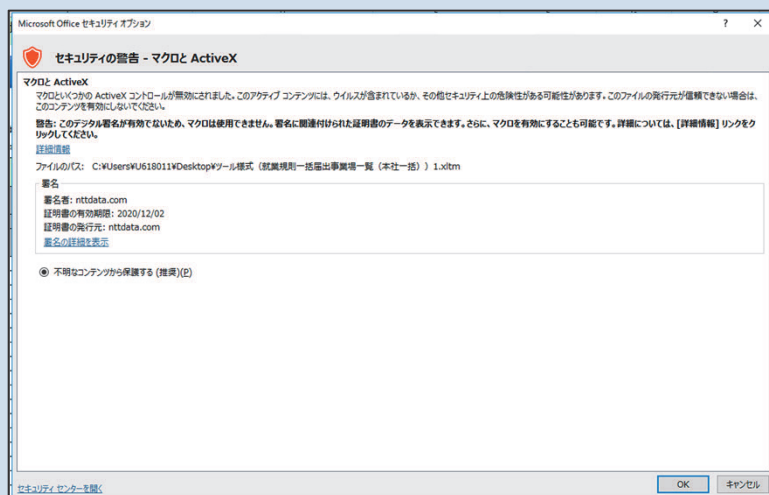 Microsoft Office セキュリティ オプション
? ×
セキュリティの警告 - マクロと ActiveX
マクロと ActiveX
マクロといくつかの ActiveX コントロールが無効にされました。このアクティブ コンテンツには、ウイルスが含まれているか、その他セキュリティ上の危険性がある可能性があります。このファイルの発行元が信頼できない場合は、
このコンテンツを有効にしないでください。
警告: このデジタル署名が有効でないため、マクロは使用できません。署名に関連付けられた証明書のデータを表示できます。さらに、マクロを有効にすることも可能です。詳細については、[詳細情報] リンクをク
リックしてください。
詳細情報
ファイルのパス: C:¥Users¥U618011¥Desktop¥ツール様式（就業規則一括届出事業場一覧（本社一括））1.xltm
署名
署名者: nttdata.com
証明書の有効期限: 2020/12/02
証明書の発行元: nttdata.com
署名の詳細を表示
不明なコンテンツから保護する (推奨)(P)
セキュリティ センターを開く
OK キャンセル